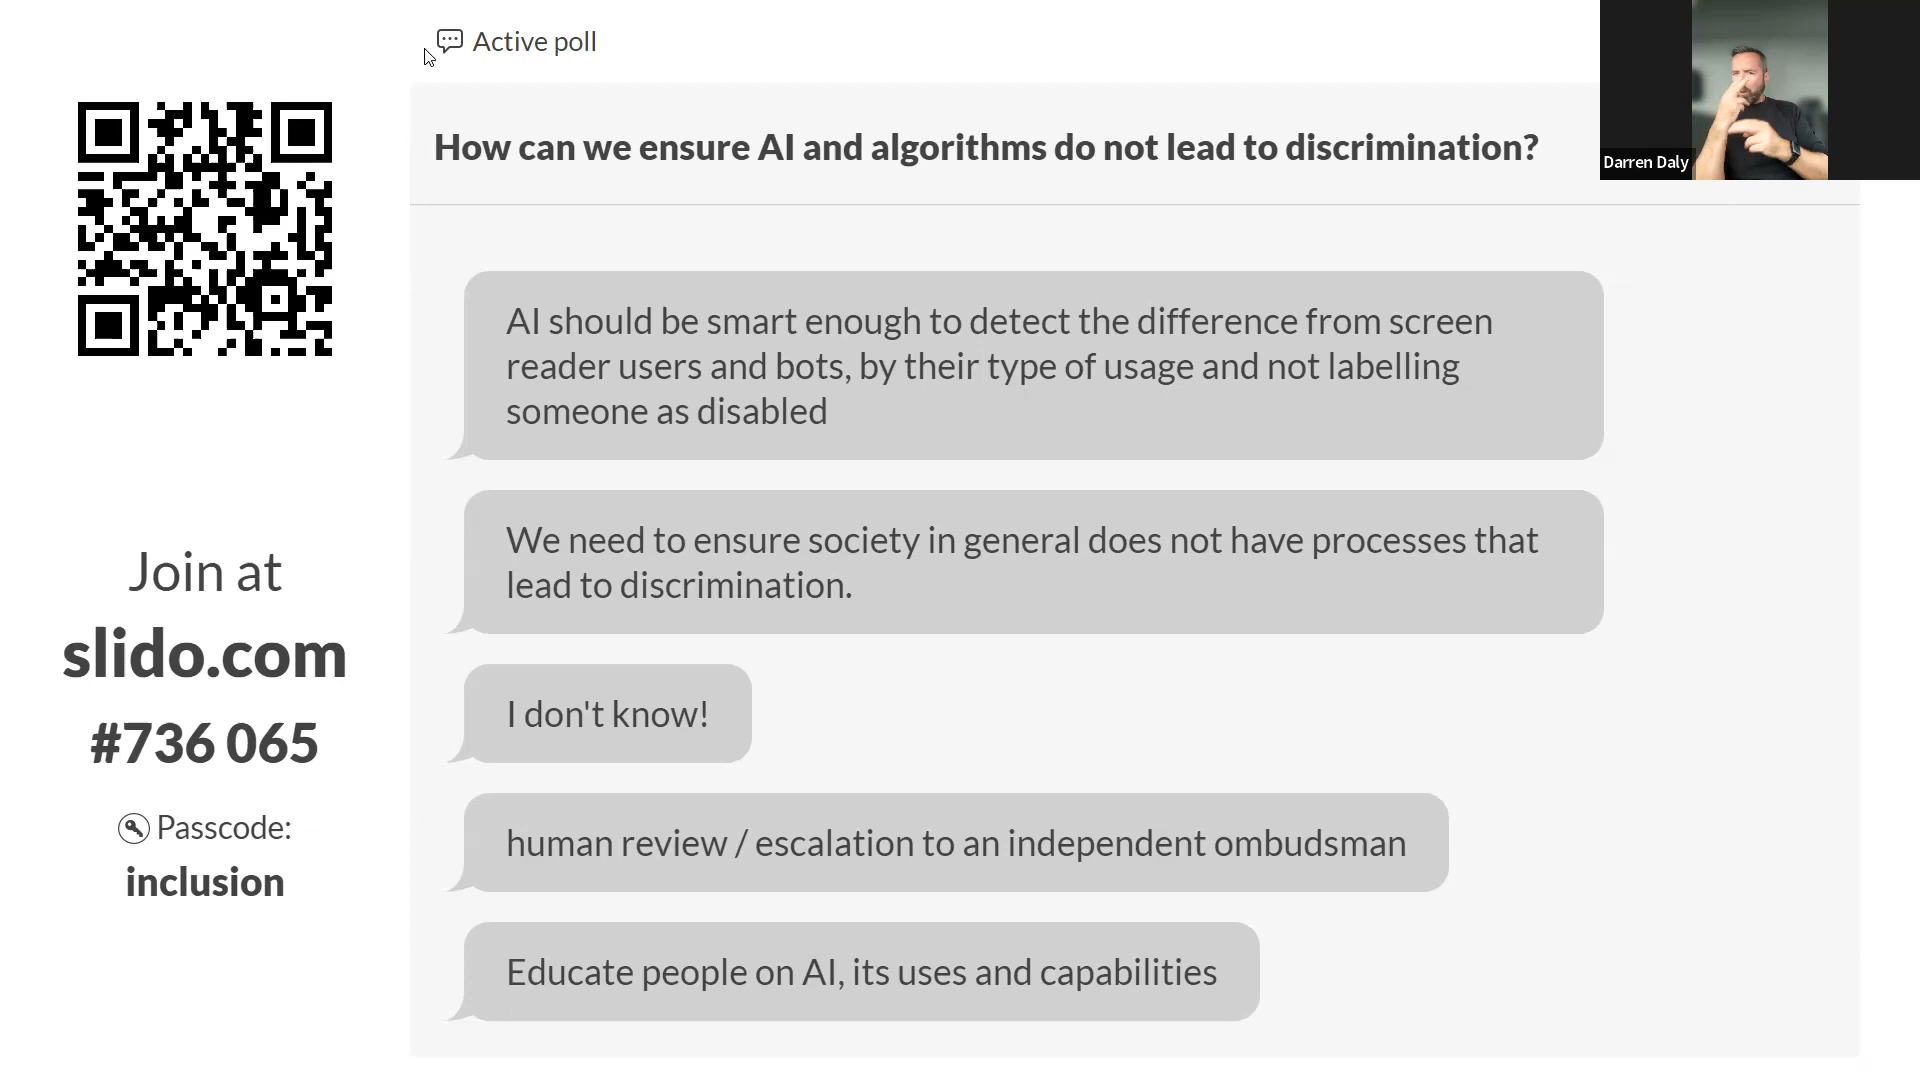 Active poll
How can we ensure AI and algorithms do not lead to discrimination?
Darren Daly
AI should be smart enough to detect the difference from screen
reader users and bots, by their type of usage and not labelling
someone as disabled
We need to ensure society in general does not have processes that
lead to discrimination.
I don't know!
human review / escalation to an independent ombudsman
Educate people on AI, its uses and capabilities
Join at
slido.com
#736 065
Passcode:
inclusion